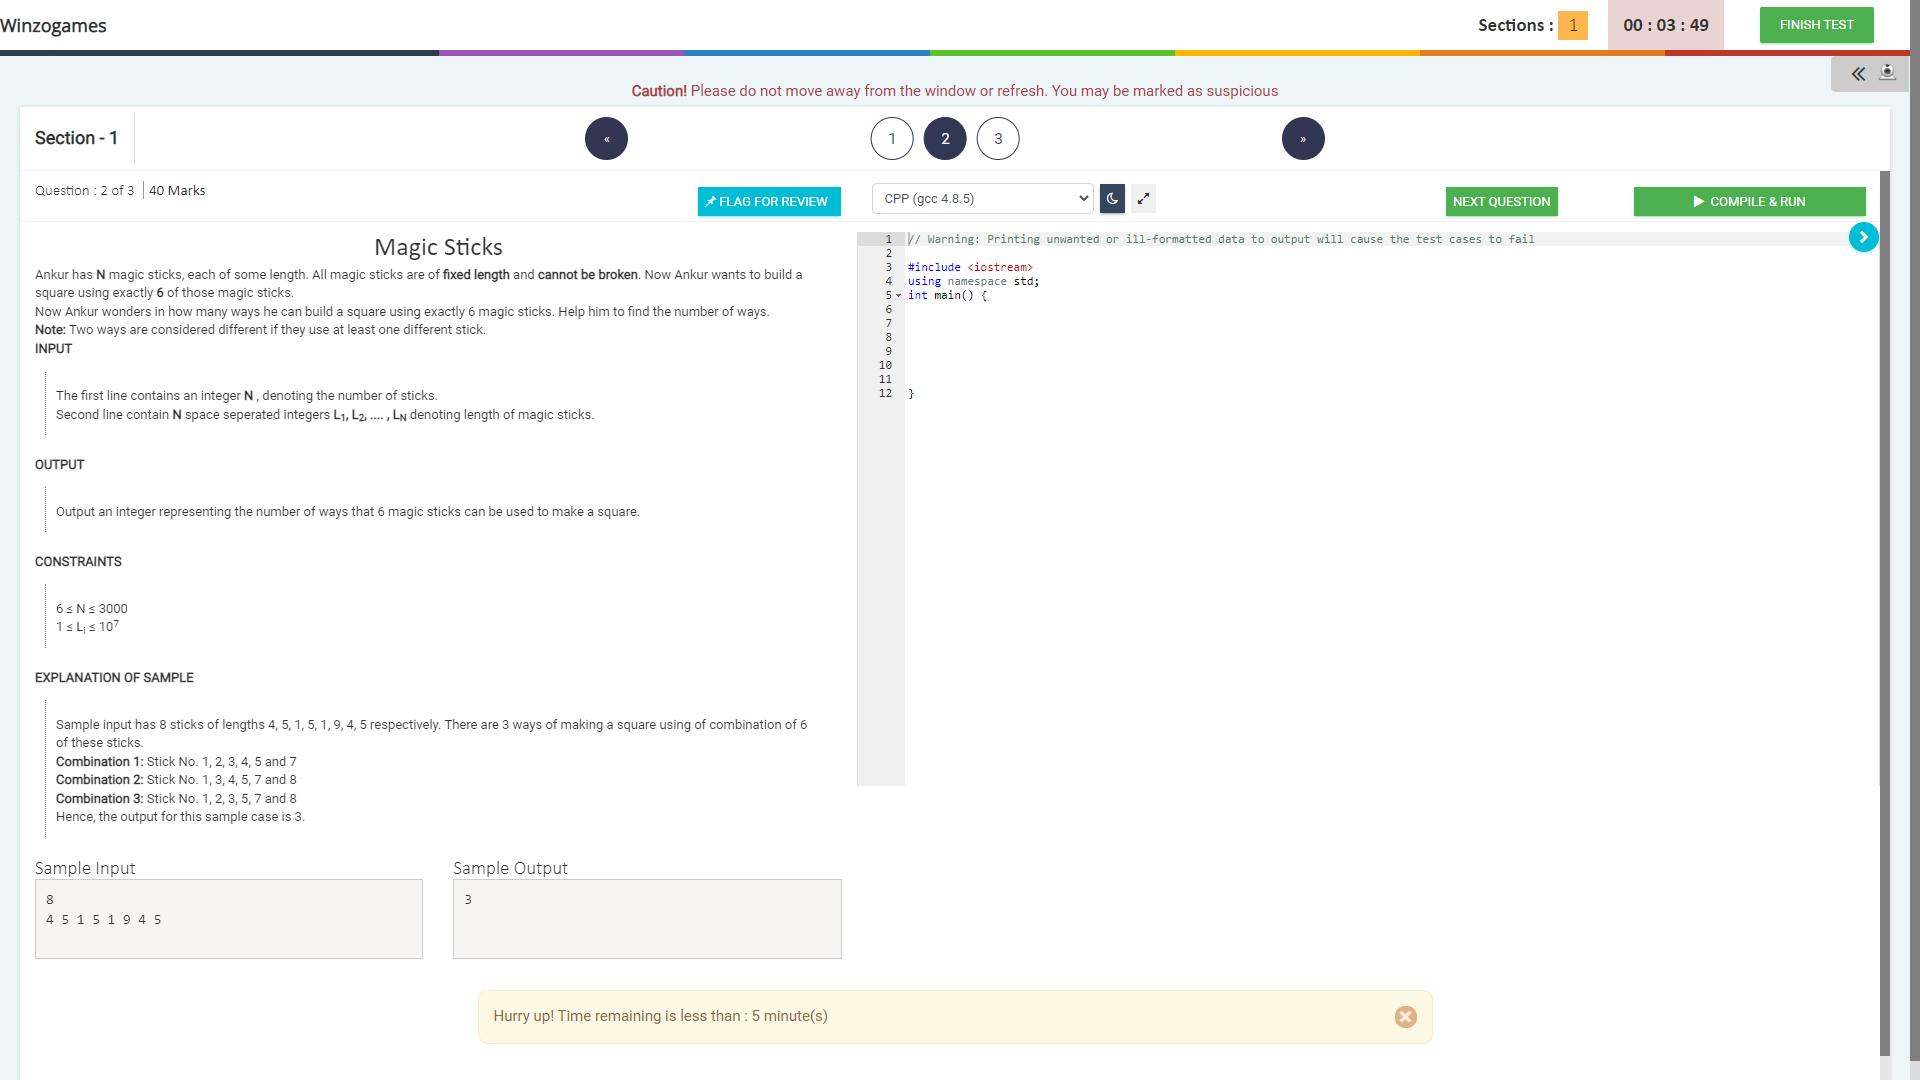 Winzogames
Sections : 1
00 : 03 : 49
FINISH TEST
Caution! Please do not move away from the window or refresh. You may be marked as suspicious
Section - 1
«
1
2
3
»
Question : 2 of 3 | 40 Marks
FLAG FOR REVIEW
CPP (gcc 4.8.5)
NEXT QUESTION
COMPILE & RUN
Magic Sticks
Ankur has N magic sticks, each of some length. All magic sticks are of fixed length and cannot be broken. Now Ankur wants to build a
square using exactly 6 of those magic sticks.
Now Ankur wonders in how many ways he can build a square using exactly 6 magic sticks. Help him to find the number of ways.
Note: Two ways are considered different if they use at least one different stick.
INPUT
The first line contains an integer N , denoting the number of sticks.
Second line contain N space seperated integers L1, L2, .... , LN denoting length of magic sticks.
OUTPUT
Output an integer representing the number of ways that 6 magic sticks can be used to make a square.
CONSTRAINTS
6 ≤ N ≤ 3000
1 ≤ Li ≤ 10^7
EXPLANATION OF SAMPLE
Sample input has 8 sticks of lengths 4, 5, 1, 5, 1, 9, 4, 5 respectively. There are 3 ways of making a square using of combination of 6
of these sticks.
Combination 1: Stick No. 1, 2, 3, 4, 5 and 7
Combination 2: Stick No. 1, 3, 4, 5, 7 and 8
Combination 3: Stick No. 1, 2, 3, 5, 7 and 8
Hence, the output for this sample case is 3.
Sample Input
8
4 5 1 5 1 9 4 5
Sample Output
3
1 // Warning: Printing unwanted or ill-formatted data to output will cause the test cases to fail
2
3 #include <iostream>
4 using namespace std;
5 int main() {
6
7
8
9
10
11
12 }
Hurry up! Time remaining is less than : 5 minute(s)